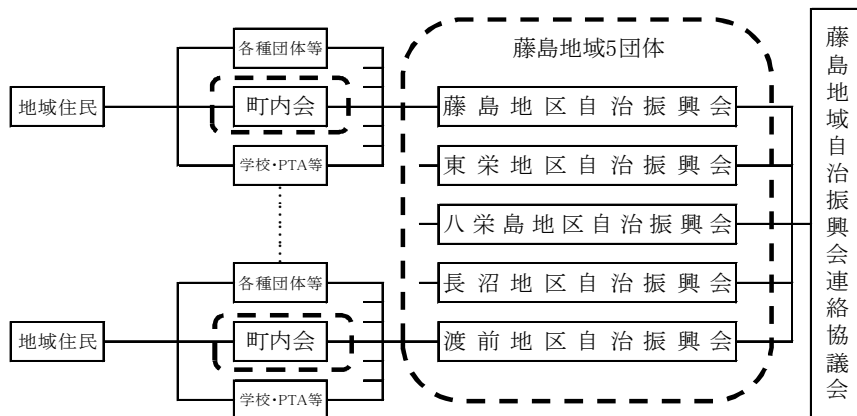 各種団体等
地域住民
町内会
学校・PTA等
各種団体等
地域住民
町内会
学校・PTA等
藤島地域5団体
藤島地区自治振興会
東栄地区自治振興会
八栄島地区自治振興会
長沼地区自治振興会
渡前地区自治振興会
藤島地域自治振興会連絡協議会